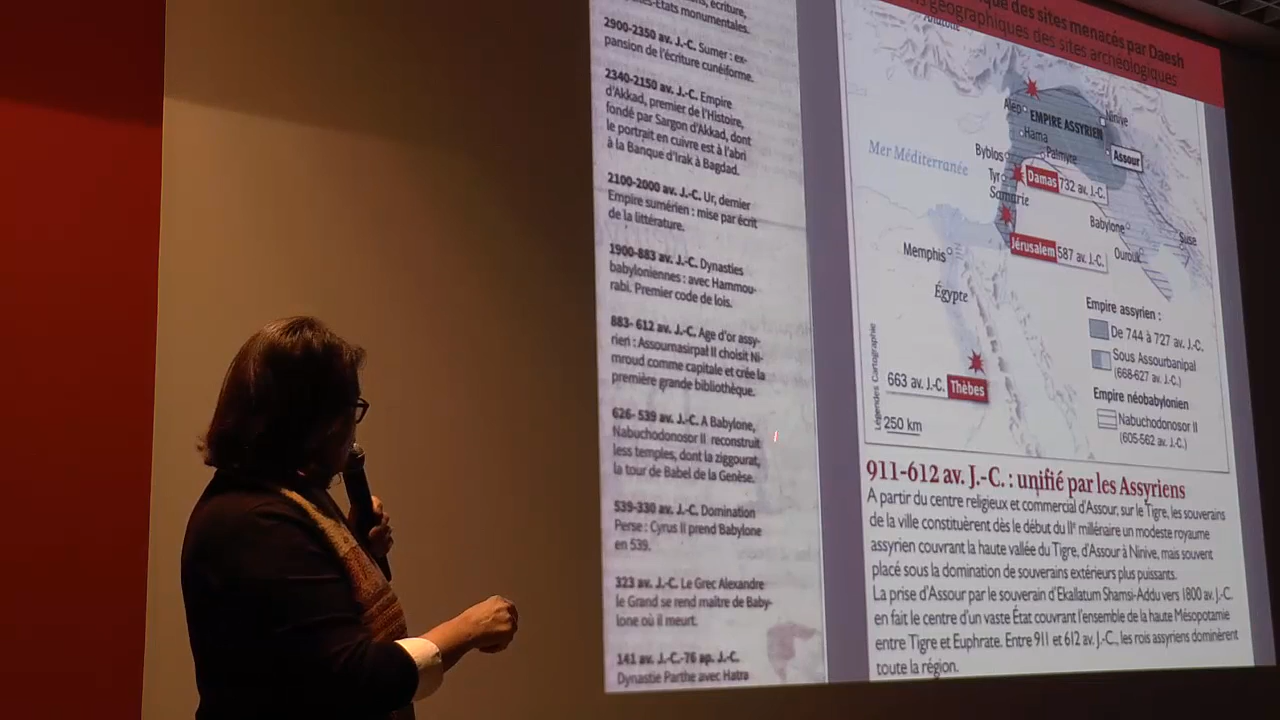 écriture,
-États monumentales.
2900-2350 av. J.-C. Sumer : ex-
pansion de l'écriture cunéiforme.
2340-2150 av. J.-C. Empire
d'Akkad, premier de l'Histoire,
fondé par Sargon d'Akkad, dont
le portrait en cuivre est à l'abri
à la Banque d'Irak à Bagdad.
2100-2000 av. J.-C. Ur, dernier
Empire sumérien : mise par écrit
de la littérature.
1900-883 av. J.-C. Dynasties
babyloniennes : avec Hammou-
rabi. Premier code de lois.
883- 612 av. J.-C. Age d'or assy-
rien : Assournasirpal II choisit Ni-
mroud comme capitale et crée la
première grande bibliothèque.
626- 539 av. J.-C. A Babylone,
Nabuchodonosor II reconstruit
less temples, dont la ziggourat,
la tour de Babel de la Genèse.
539-330 av. J.-C. Domination
Perse : Cyrus II prend Babylone
en 539.
323 av. J.-C. Le Grec Alexandre
le Grand se rend maître de Baby-
lone où il meurt.
141 av. J.-C.-76 ap. J.-C.
Dynastie Parthe avec Hatra
des sites menacés par Daesh
géographiques des sites archéologiques
Anatolie
Alep
Ninive
EMPIRE ASSYRIEN
Hama
Assour
Byblos
Palmyre
Mer Méditerranée
Tyr
Damas 732 av. J.-C.
Samarie
Babylone
Suse
Jérusalem 587 av. J.-C.
Ourouk
Memphis
Égypte
Empire assyrien :
De 744 à 727 av. J.-C.
Sous Assourbanipal
(668-627 av. J.-C.)
Empire néobabylonien
Nabuchodonosor II
(605-562 av. J.-C.)
663 av. J.-C. Thèbes
250 km
Légendes Cartographie
911-612 av. J.-C. : unifié par les Assyriens
A partir du centre religieux et commercial d'Assour, sur le Tigre, les souverains
de la ville constituèrent dès le début du IIe millénaire un modeste royaume
assyrien couvrant la haute vallée du Tigre, d'Assour à Ninive, mais souvent
placé sous la domination de souverains extérieurs plus puissants.
La prise d'Assour par le souverain d'Ekallatum Shamsi-Addu vers 1800 av. J.-C.
en fait le centre d'un vaste État couvrant l'ensemble de la haute Mésopotamie
entre Tigre et Euphrate. Entre 911 et 612 av. J.-C., les rois assyriens dominèrent
toute la région.